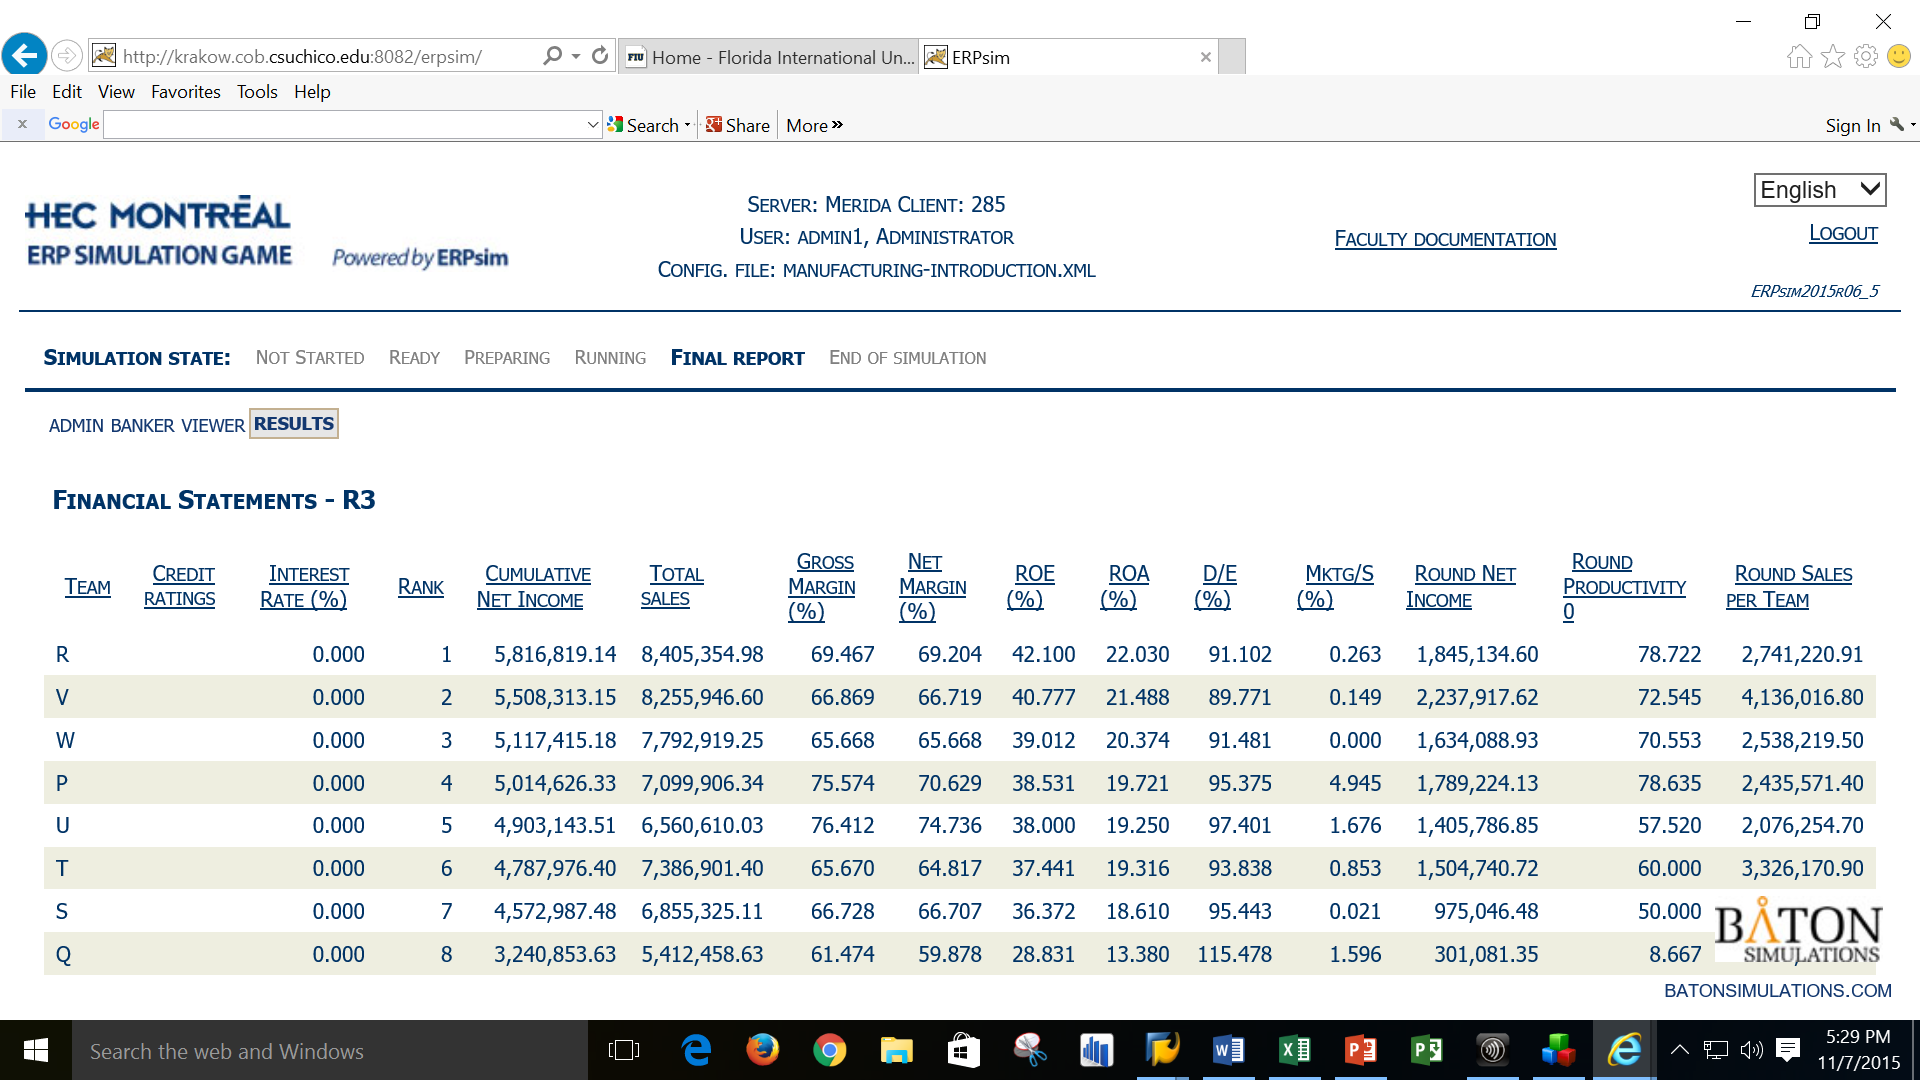 http://krakow.cob.csuchico.edu:8082/erpsim/
FIU Home - Florida International Un...
ERPsim
File Edit View Favorites Tools Help
x Google Search Share More »
Sign In
HEC MONTRĒAL
ERP SIMULATION GAME
Powered by ERPsim
SERVER: MERIDA CLIENT: 285
USER: ADMIN1, ADMINISTRATOR
CONFIG. FILE: MANUFACTURING-INTRODUCTION.XML
FACULTY DOCUMENTATION
English
LOGOUT
ERPSIM2015R06_5
SIMULATION STATE: NOT STARTED READY PREPARING RUNNING FINAL REPORT END OF SIMULATION
ADMIN BANKER VIEWER RESULTS
FINANCIAL STATEMENTS - R3
TEAM CREDIT RATINGS INTEREST RATE (%) RANK CUMULATIVE NET INCOME TOTAL SALES GROSS MARGIN (%) NET MARGIN (%) ROE (%) ROA (%) D/E (%) MKTG/S (%) ROUND NET INCOME ROUND PRODUCTIVITY () ROUND SALES PER TEAM
R 0.000 1 5,816,819.14 8,405,354.98 69.467 69.204 42.100 22.030 91.102 0.263 1,845,134.60 78.722 2,741,220.91
V 0.000 2 5,508,313.15 8,255,946.60 66.869 66.719 40.777 21.488 89.771 0.149 2,237,917.62 72.545 4,136,016.80
W 0.000 3 5,117,415.18 7,792,919.25 65.668 65.668 39.012 20.374 91.481 0.000 1,634,088.93 70.553 2,538,219.50
P 0.000 4 5,014,626.33 7,099,906.34 75.574 70.629 38.531 19.721 95.375 4.945 1,789,224.13 78.635 2,435,571.40
U 0.000 5 4,903,143.51 6,560,610.03 76.412 74.736 38.000 19.250 97.401 1.676 1,405,786.85 57.520 2,076,254.70
T 0.000 6 4,787,976.40 7,386,901.40 65.670 64.817 37.441 19.316 93.838 0.853 1,504,740.72 60.000 3,326,170.90
S 0.000 7 4,572,987.48 6,855,325.11 66.728 66.707 36.372 18.610 95.443 0.021 975,046.48 50.000
Q 0.000 8 3,240,853.63 5,412,458.63 61.474 59.878 28.831 13.380 115.478 1.596 301,081.35 8.667
BATON
SIMULATIONS
BATONSIMULATIONS.COM
Search the web and Windows
5:29 PM
11/7/2015